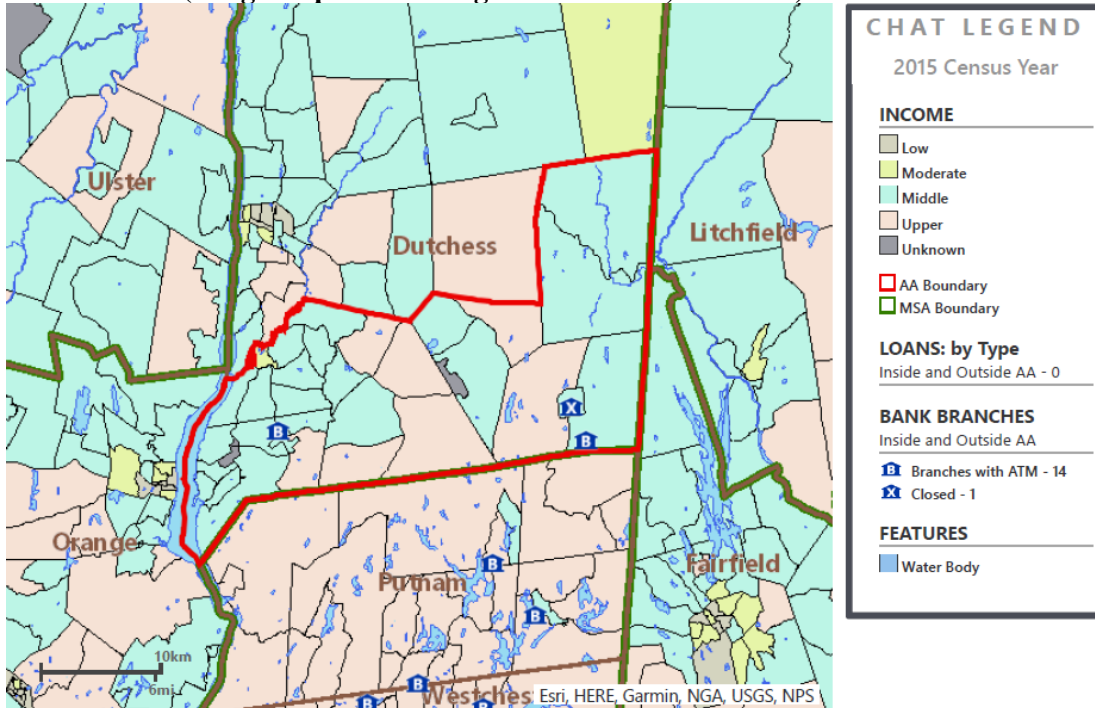 Ulster
Dutchess
Litchfield
Orange
Putnam
Fairfield
10km
6mi
Esri, HERE, Garmin, NGA, USGS, NPS
B
X
B
B
B
B
B
B
CHAT LEGEND
2015 Census Year
INCOME
Low
Moderate
Middle
Upper
Unknown
AA Boundary
MSA Boundary
LOANS: by Type
Inside and Outside AA - 0
BANK BRANCHES
Inside and Outside AA
B Branches with ATM - 14
X Closed - 1
FEATURES
Water Body